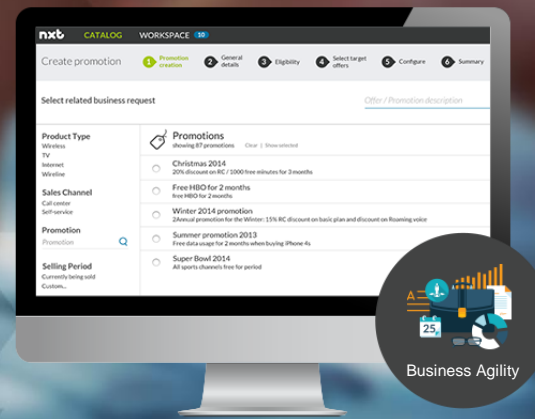 nxt CATALOG WORKSPACE 10
Create promotion
1 Promotion creation
2 General details
3 Eligibility
4 Select target offers
5 Configure
6 Summary
Select related business request
Offer / Promotion description
Product Type
Wireless
TV
Internet
Wireline
Sales Channel
Call center
Self-service
Promotion
Promotion
Selling Period
Currently being sold
Custom...
Promotions
showing 87 promotions Clear | Show selected
Christmas 2014
20% discount on RC / 1000 free minutes for 3 months
Free HBO for 2 months
free HBO for 2 months
Winter 2014 promotion
2Annual promotion for the Winter: 15% RC discount on basic plan and discount on Roaming voice
Summer promotion 2013
Free data usage for 2 months when buying iPhone 4s
Super Bowl 2014
All sports channels free for period
A
25
Business Agility